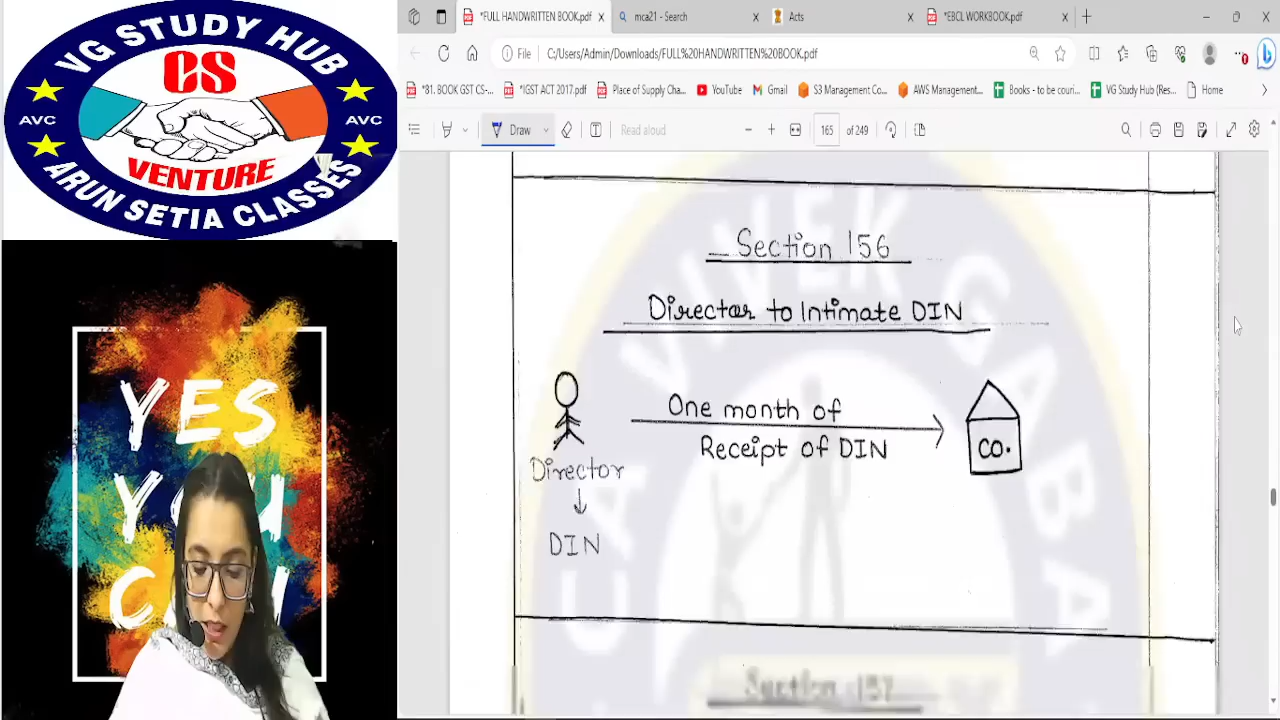 VG STUDY HUB
CS
AVC
AVC
VENTURE
ARUN SETIA CLASSES
YES
YOU
*FULL HANDWRITTEN BOOK.pdf
mca21 - Search
Acts
*EBCL WORKBOOK.pdf
File
C:/Users/Admin/Downloads/FULL%20HANDWRITTEN%20BOOK.pdf
*81. BOOK GST CS-...
*IGST ACT 2017.pdf
Place of Supply Cha...
YouTube
Gmail
S3 Management Co...
AWS Management...
Books - to be couri...
VG Study Hub (Res...
Home
Draw
Read aloud
165
of 249
Section 156
Director to Intimate DIN
One month of
Receipt of DIN
CO.
Director
DIN
Section 157